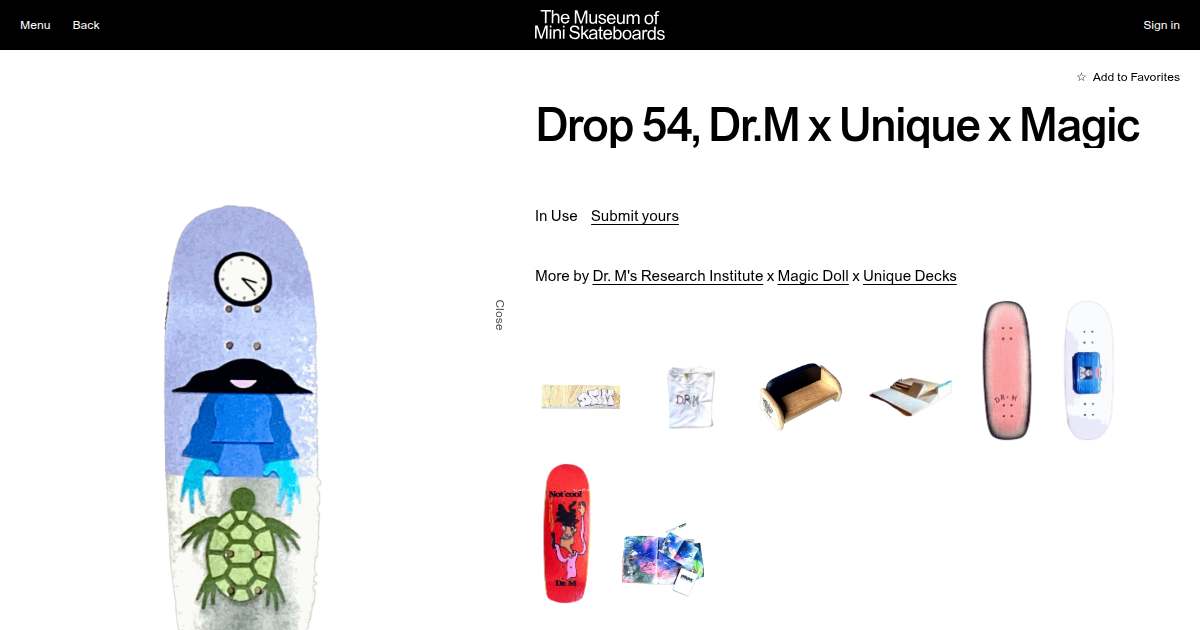 Menu Back
The Museum of
Mini Skateboards
Sign in
☆ Add to Favorites
Drop 54, Dr.M x Unique x Magic
In Use Submit yours
More by Dr. M's Research Institute x Magic Doll x Unique Decks
Close
DR M
DR·M
Not cool
Dr. M